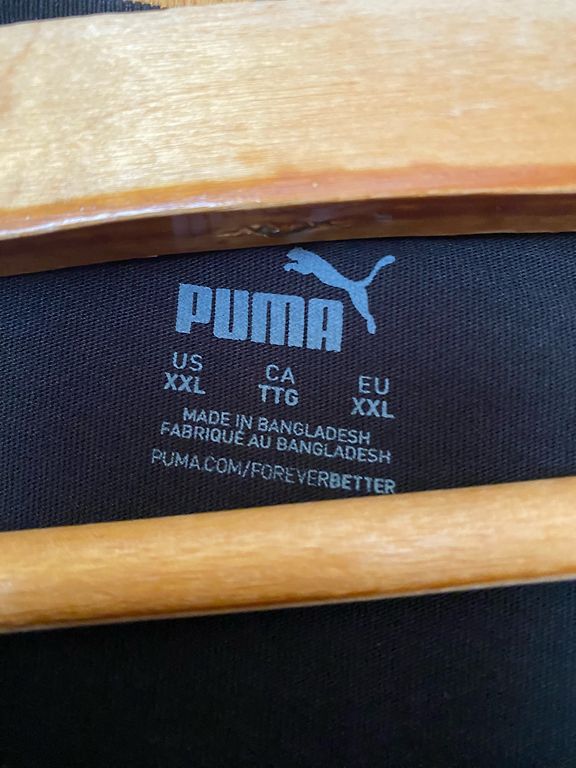 PUMA
US CA EU
XXL TTG XXL
MADE IN BANGLADESH
FABRIQUÉ AU BANGLADESH
PUMA.COM/FOREVERBETTER